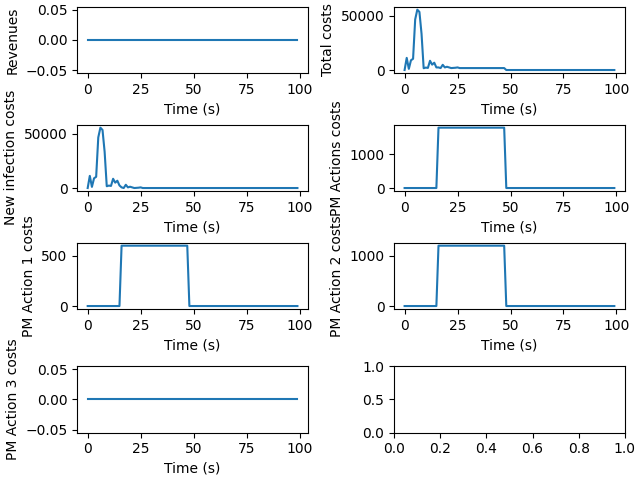 Revenues
0.05
0.00
−0.05
0 25 50 75 100
Time (s)
Total costs
50000
0
0 25 50 75 100
Time (s)
New infection costs
50000
0
0 25 50 75 100
Time (s)
PM Actions costs
1000
0
0 25 50 75 100
Time (s)
PM Action 1 costs
500
0
0 25 50 75 100
Time (s)
PM Action 2 costs
1000
0
0 25 50 75 100
Time (s)
PM Action 3 costs
0.05
0.00
−0.05
0 25 50 75 100
Time (s)
1.0
0.5
0.0
0.0 0.2 0.4 0.6 0.8 1.0